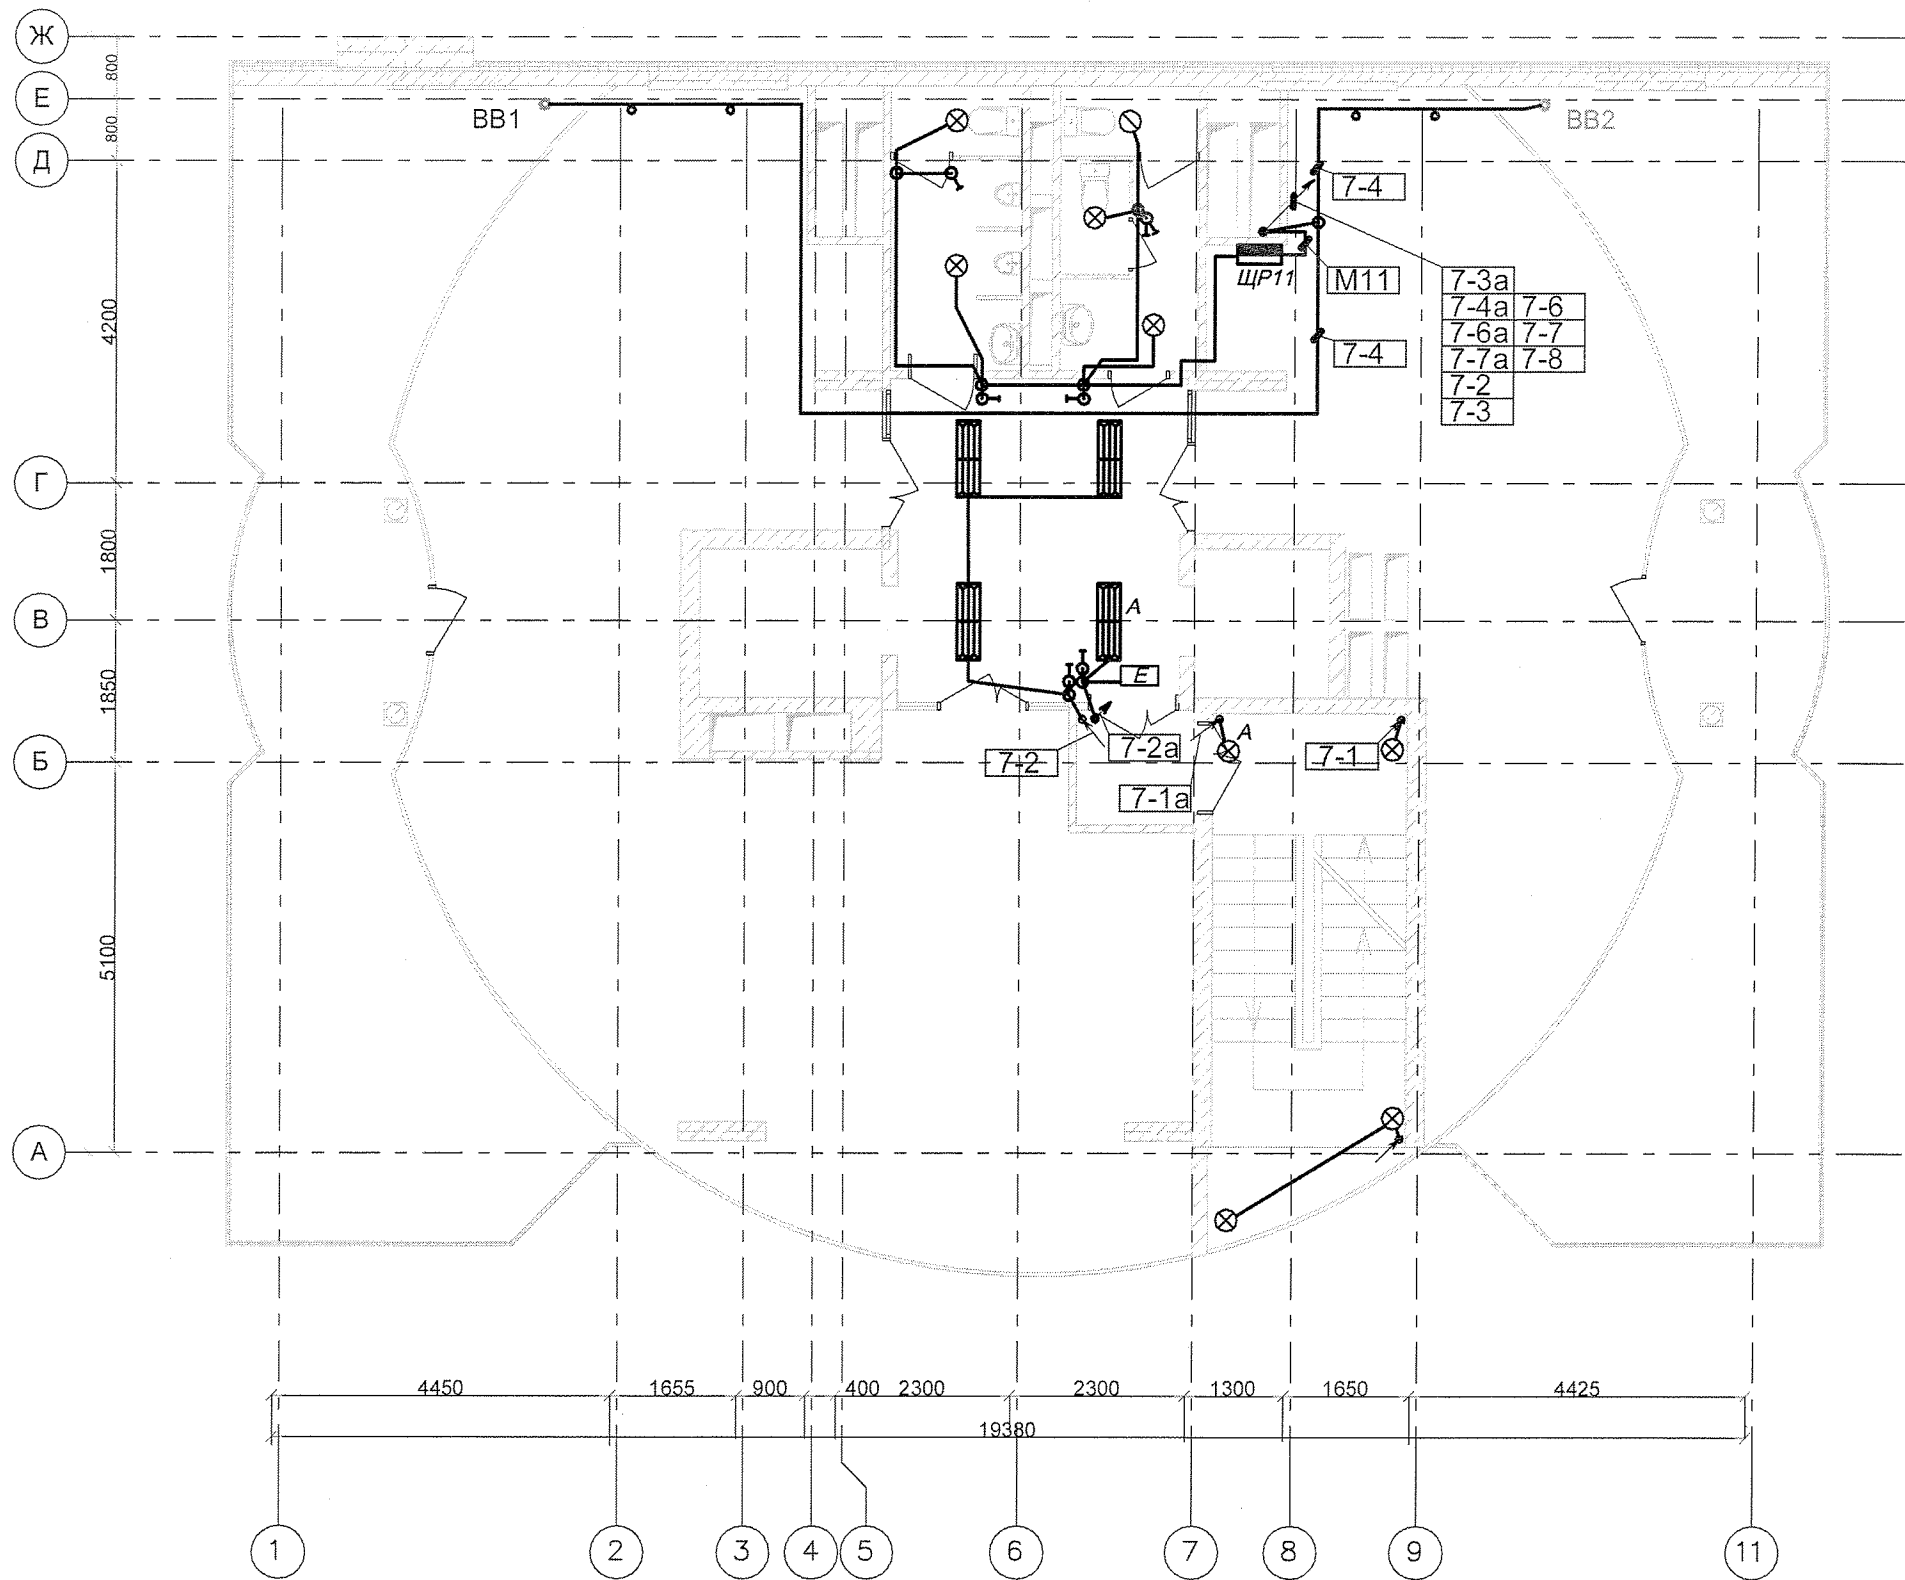 Ж
800
Е
ВВ1
ВВ2
800
Д
7-4
ЩР11
М11
7-3а
7-4а 7-6
7-6а 7-7
7-7а 7-8
7-2
7-3
4200
7-4
Г
1800
А
В
Е
1850
А
7-2
7-2а
7-1
Б
7-1а
5100
А
4450 1655 900 400 2300 2300 1300 1650 4425
19380
1 2 3 4 5 6 7 8 9 11